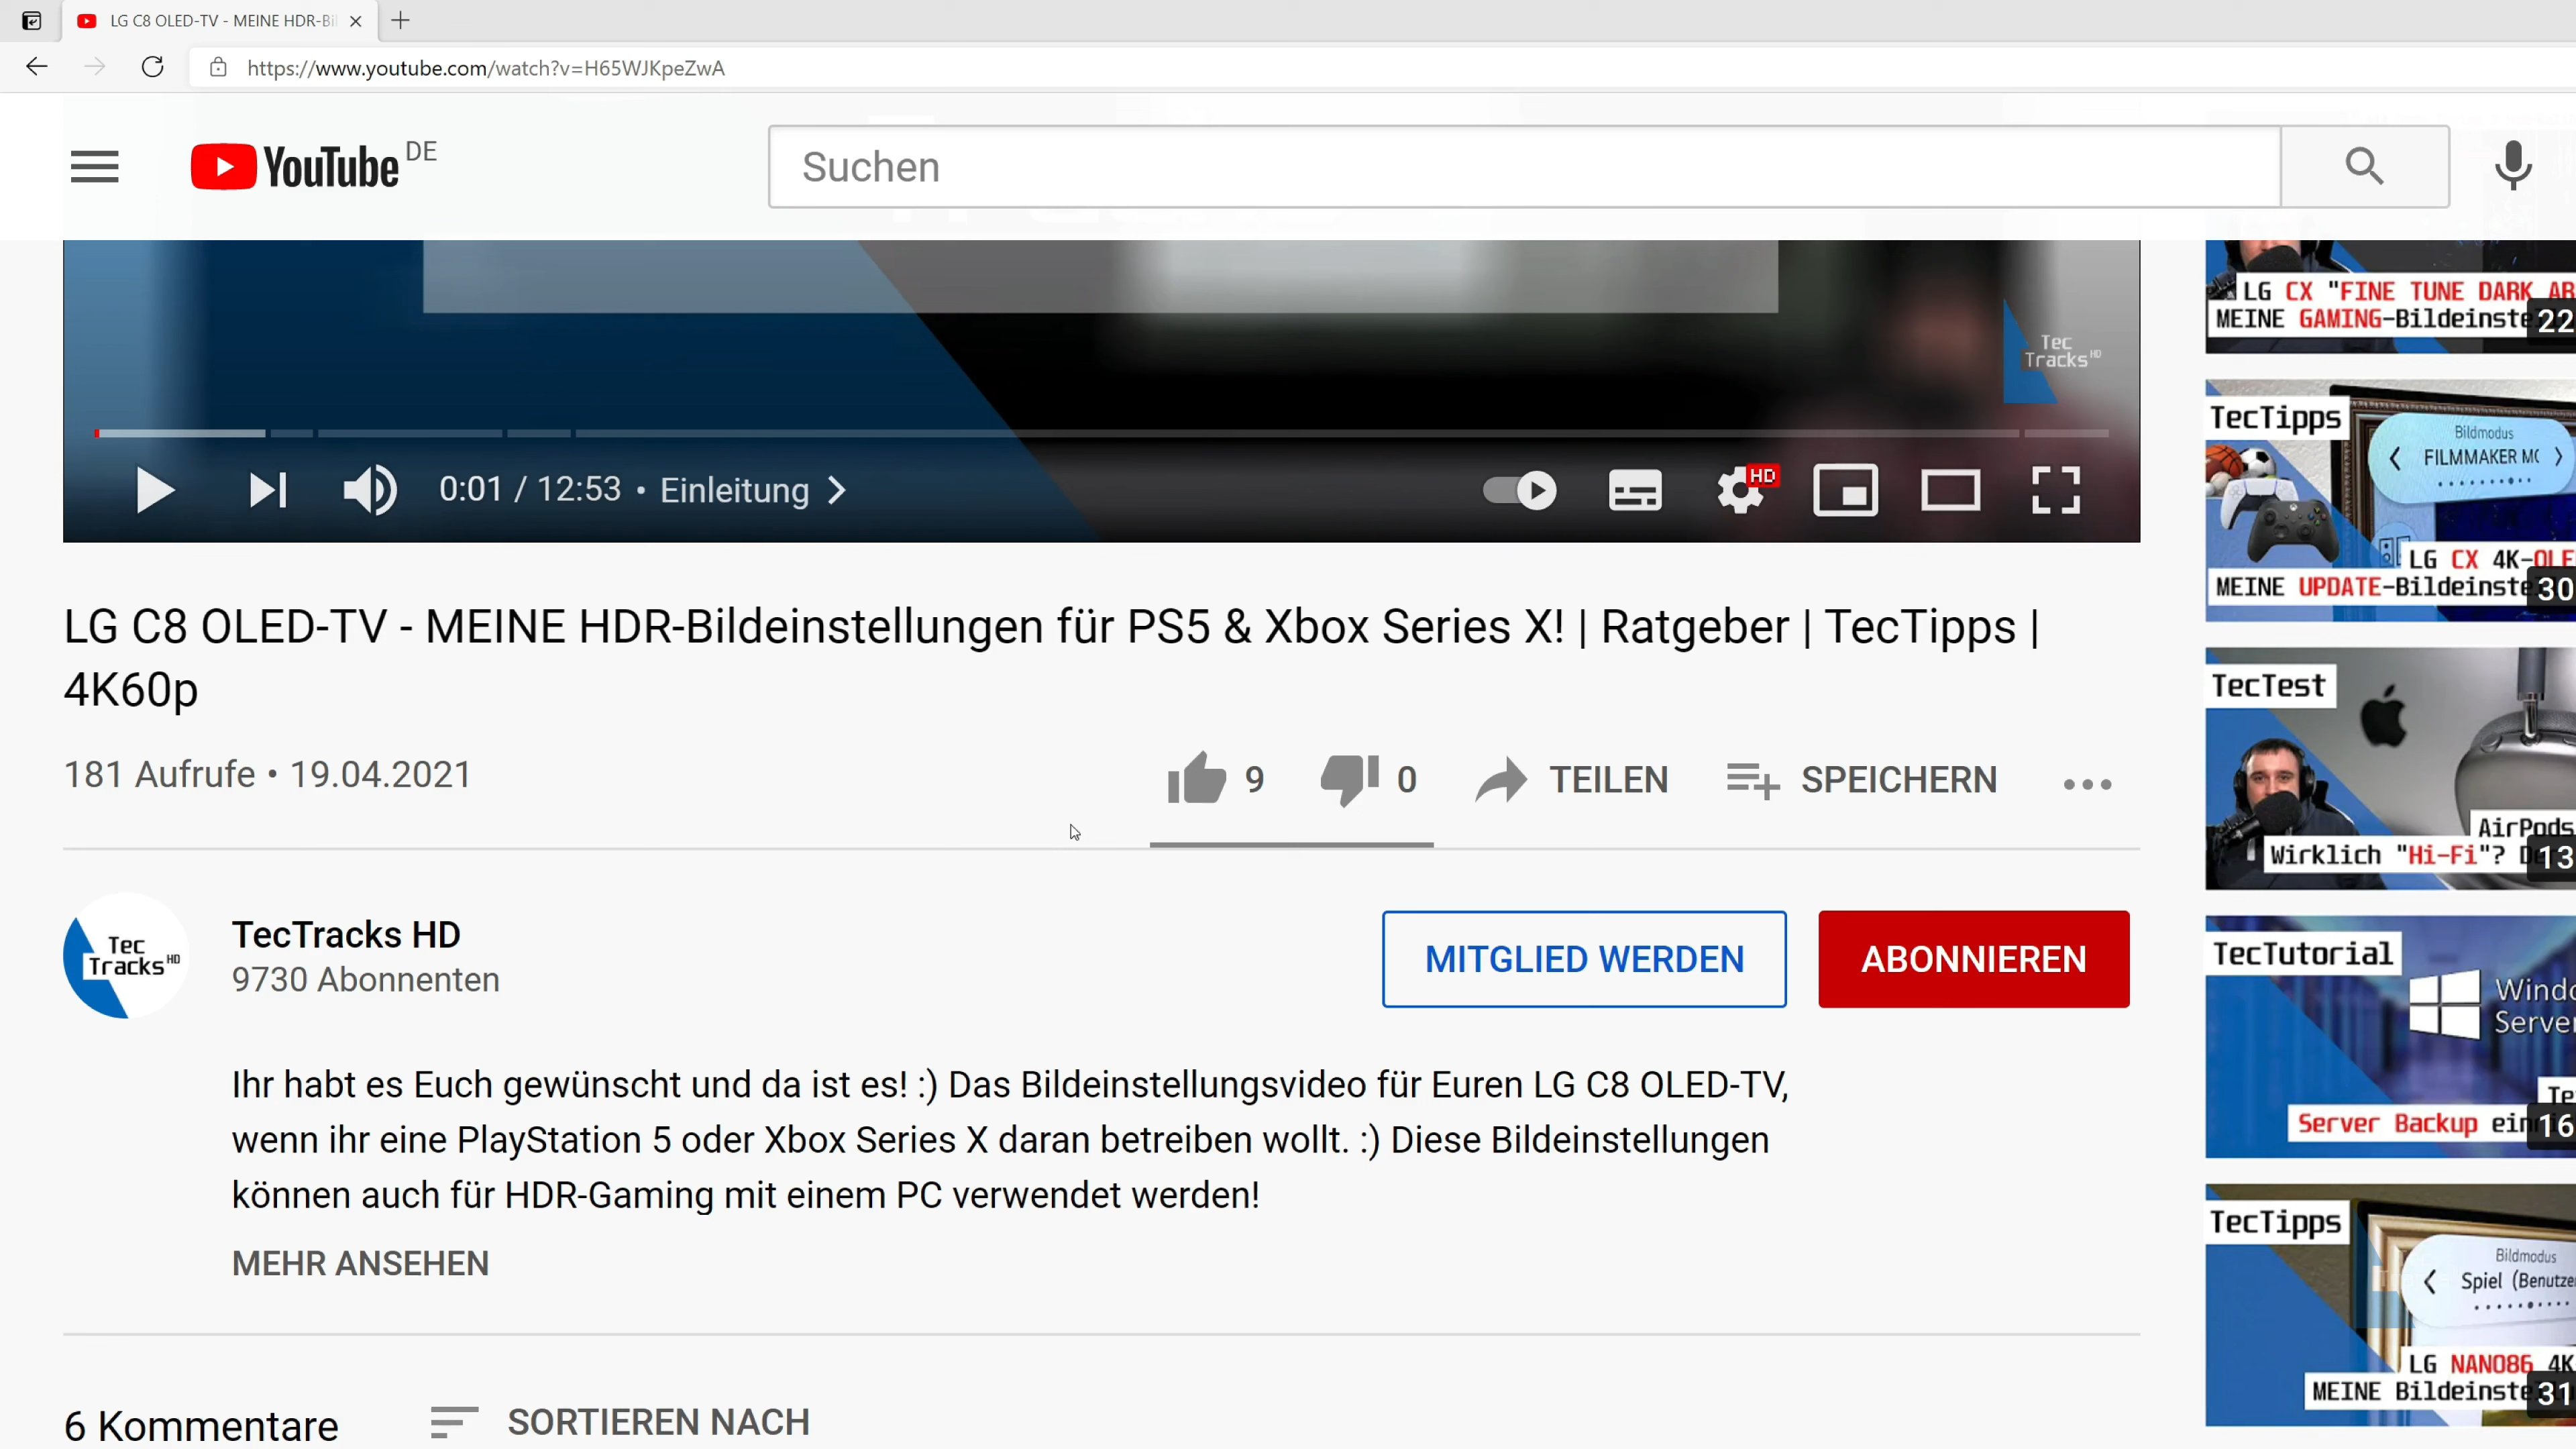 LG C8 OLED-TV - MEINE HDR-Bil
https://www.youtube.com/watch?v=H65WJKpeZwA
YouTube DE
Suchen
Tec
Tracks HD
0:01 / 12:53 • Einleitung
HD
LG C8 OLED-TV - MEINE HDR-Bildeinstellungen für PS5 & Xbox Series X! | Ratgeber | TecTipps |
4K60p
181 Aufrufe • 19.04.2021
9
0
TEILEN
SPEICHERN
Tec
Tracks HD
TecTracks HD
9730 Abonnenten
MITGLIED WERDEN
ABONNIEREN
Ihr habt es Euch gewünscht und da ist es! :) Das Bildeinstellungsvideo für Euren LG C8 OLED-TV,
wenn ihr eine PlayStation 5 oder Xbox Series X daran betreiben wollt. :) Diese Bildeinstellungen
können auch für HDR-Gaming mit einem PC verwendet werden!
MEHR ANSEHEN
6 Kommentare
SORTIEREN NACH
LG CX "FINE TUNE DARK AR
MEINE GAMING-Bildeinste
22
TecTipps
Bildmodus
FILMMAKER MO
LG CX 4K-OLE
MEINE UPDATE-Bildeinste
30
TecTest
AirPods
Wirklich "Hi-Fi"?
13
TecTutorial
Windo
Server
Te
Server Backup ein
16
TecTipps
Bildmodus
Spiel (Benutze
LG NANO86 4K
MEINE Bildeinste
31